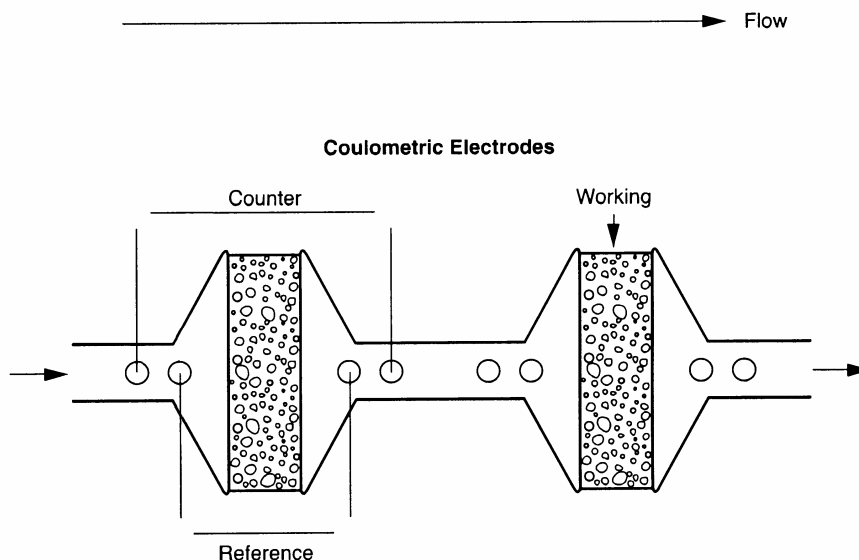 Flow
Coulometric Electrodes
Counter
Working
Reference